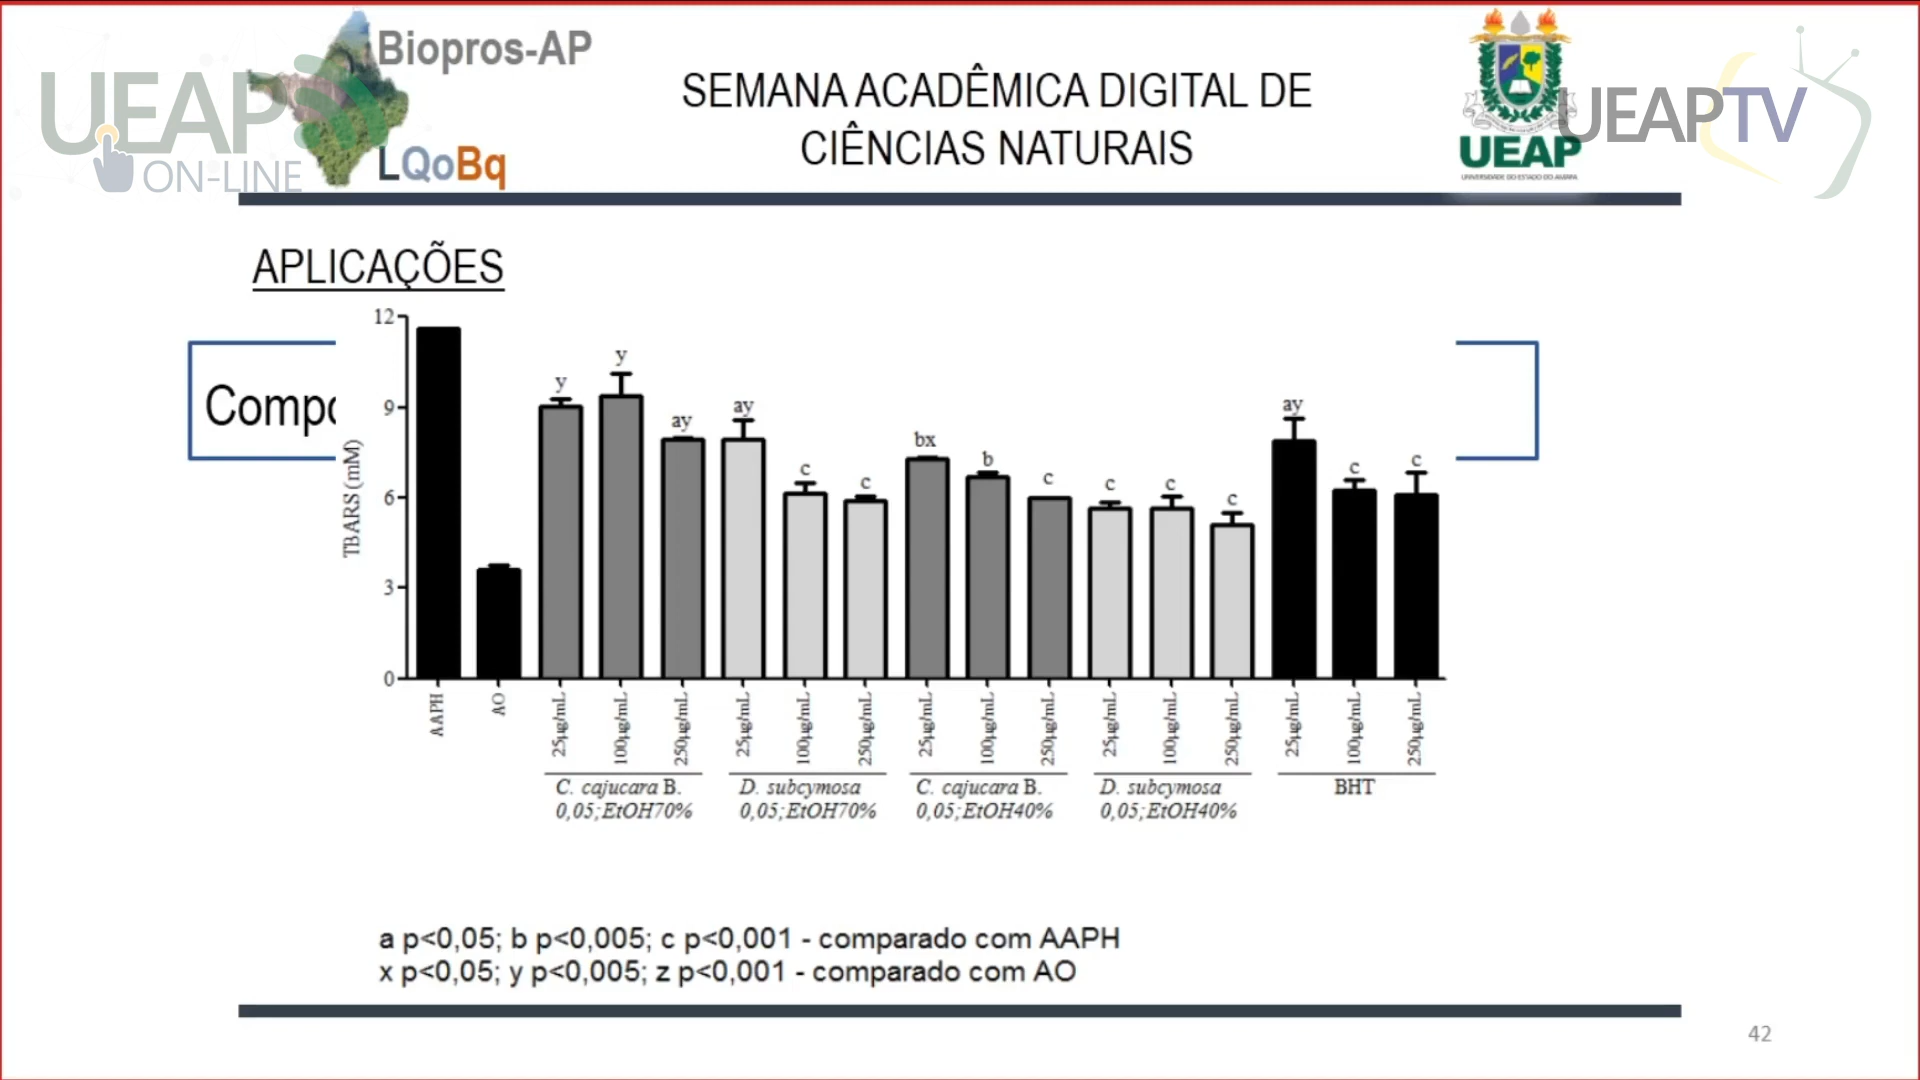 UEAP
ON-LINE
Biopros-AP
LQoBq
SEMANA ACADÊMICA DIGITAL DE
CIÊNCIAS NATURAIS
UEAP
UNIVERSIDADE DO ESTADO DO AMAPÁ
UEAPTV
APLICAÇÕES
Compo
TBARS (mM)
12
9
6
3
0
y
y
ay
ay
c
c
bx
b
c
c
c
c
ay
c
c
AAPH
AO
25µg/mL
100µg/mL
250µg/mL
25µg/mL
100µg/mL
250µg/mL
25µg/mL
100µg/mL
250µg/mL
25µg/mL
100µg/mL
250µg/mL
25µg/mL
100µg/mL
250µg/mL
C. cajucara B.
0,05;EtOH70%
D. subcymosa
0,05;EtOH70%
C. cajucara B.
0,05;EtOH40%
D. subcymosa
0,05;EtOH40%
BHT
a p<0,05; b p<0,005; c p<0,001 - comparado com AAPH
x p<0,05; y p<0,005; z p<0,001 - comparado com AO
42